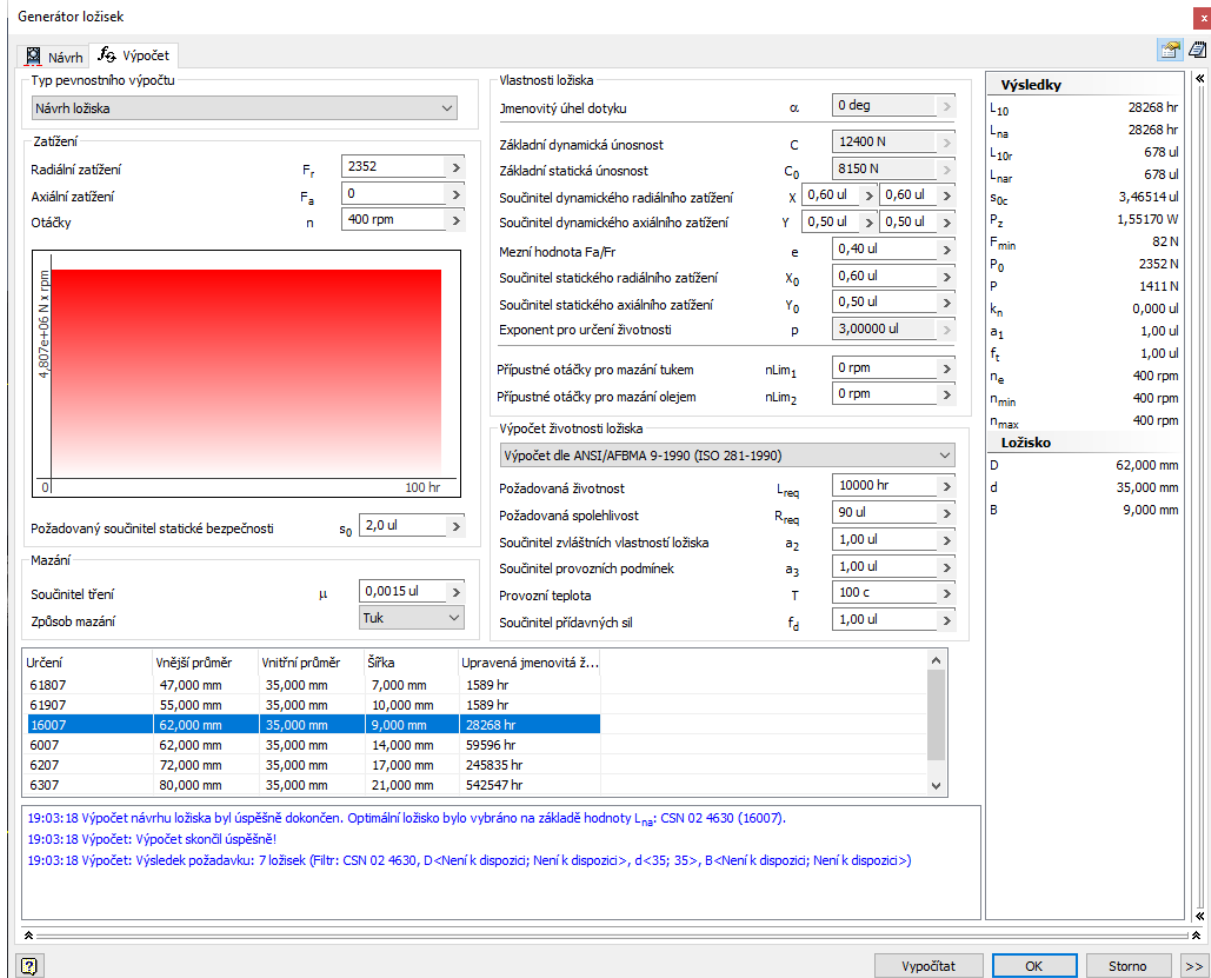 Generátor ložisek
x
Návrh
Výpočet
Typ pevnostního výpočtu
Návrh ložiska
Zatížení
Radiální zatížení Fr 2352 >
Axiální zatížení Fa 0 >
Otáčky n 400 rpm >
4,807e+06 N x rpm
0 100 hr
Požadovaný součinitel statické bezpečnosti s0 2,0 ul >
Mazání
Součinitel tření μ 0,0015 ul >
Způsob mazání Tuk
Vlastnosti ložiska
Jmenovitý úhel dotyku α 0 deg >
Základní dynamická únosnost C 12400 N >
Základní statická únosnost C0 8150 N >
Součinitel dynamického radiálního zatížení X 0,60 ul > 0,60 ul >
Součinitel dynamického axiálního zatížení Y 0,50 ul > 0,50 ul >
Mezní hodnota Fa/Fr e 0,40 ul >
Součinitel statického radiálního zatížení X0 0,60 ul >
Součinitel statického axiálního zatížení Y0 0,50 ul >
Exponent pro určení životnosti p 3,00000 ul >
Přípustné otáčky pro mazání tukem nLim1 0 rpm >
Přípustné otáčky pro mazání olejem nLim2 0 rpm >
Výpočet životnosti ložiska
Výpočet dle ANSI/AFBMA 9-1990 (ISO 281-1990)
Požadovaná životnost Lreq 10000 hr >
Požadovaná spolehlivost Rreq 90 ul >
Součinitel zvláštních vlastností ložiska a2 1,00 ul >
Součinitel provozních podmínek a3 1,00 ul >
Provozní teplota T 100 c >
Součinitel přídavných sil fd 1,00 ul >
Výsledky
L10 28268 hr
Lna 28268 hr
L10r 678 ul
Lnar 678 ul
s0c 3,46514 ul
Pz 1,55170 W
Fmin 82 N
P0 2352 N
P 1411 N
kn 0,000 ul
a1 1,00 ul
ft 1,00 ul
ne 400 rpm
nmin 400 rpm
nmax 400 rpm
Ložisko
D 62,000 mm
d 35,000 mm
B 9,000 mm
Určení Vnější průměr Vnitřní průměr Šířka Upravená jmenovitá ž...
61807 47,000 mm 35,000 mm 7,000 mm 1589 hr
61907 55,000 mm 35,000 mm 10,000 mm 1589 hr
16007 62,000 mm 35,000 mm 9,000 mm 28268 hr
6007 62,000 mm 35,000 mm 14,000 mm 59596 hr
6207 72,000 mm 35,000 mm 17,000 mm 245835 hr
6307 80,000 mm 35,000 mm 21,000 mm 542547 hr
19:03:18 Výpočet návrhu ložiska byl úspěšně dokončen. Optimální ložisko bylo vybráno na základě hodnoty Lna: CSN 02 4630 (16007).
19:03:18 Výpočet: Výpočet skončil úspěšně!
19:03:18 Výpočet: Výsledek požadavku: 7 ložisek (Filtr: CSN 02 4630, D<Není k dispozici; Není k dispozici>, d<35; 35>, B<Není k dispozici; Není k dispozici>)
? Vypočítat OK Storno >>